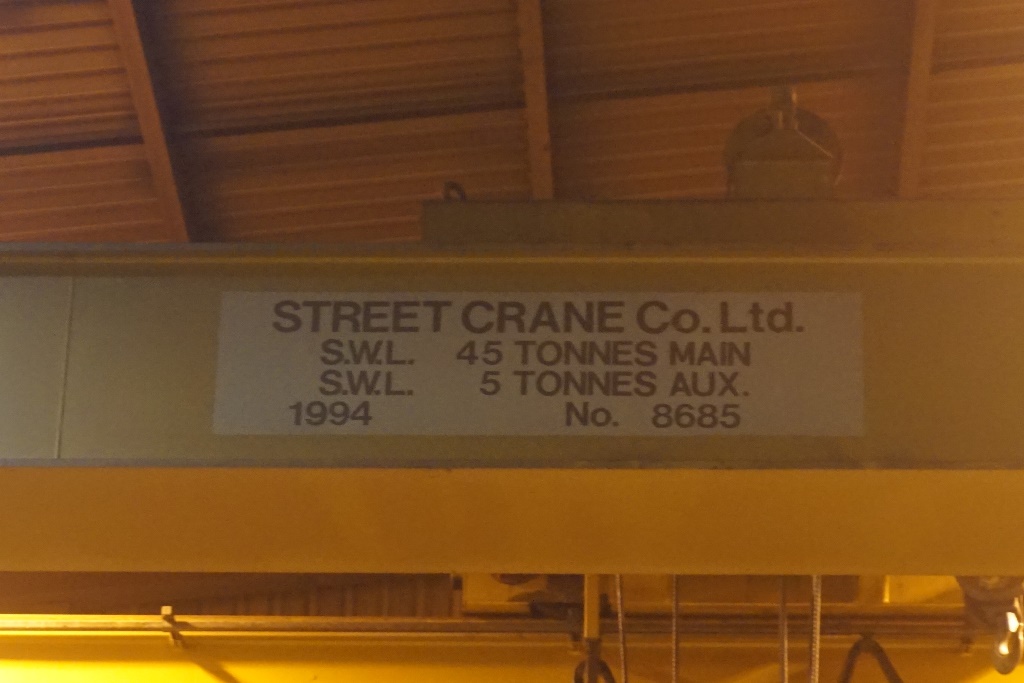 STREET CRANE Co. Ltd.
S.W.L. 45 TONNES MAIN
S.W.L. 5 TONNES AUX.
1994 No. 8685